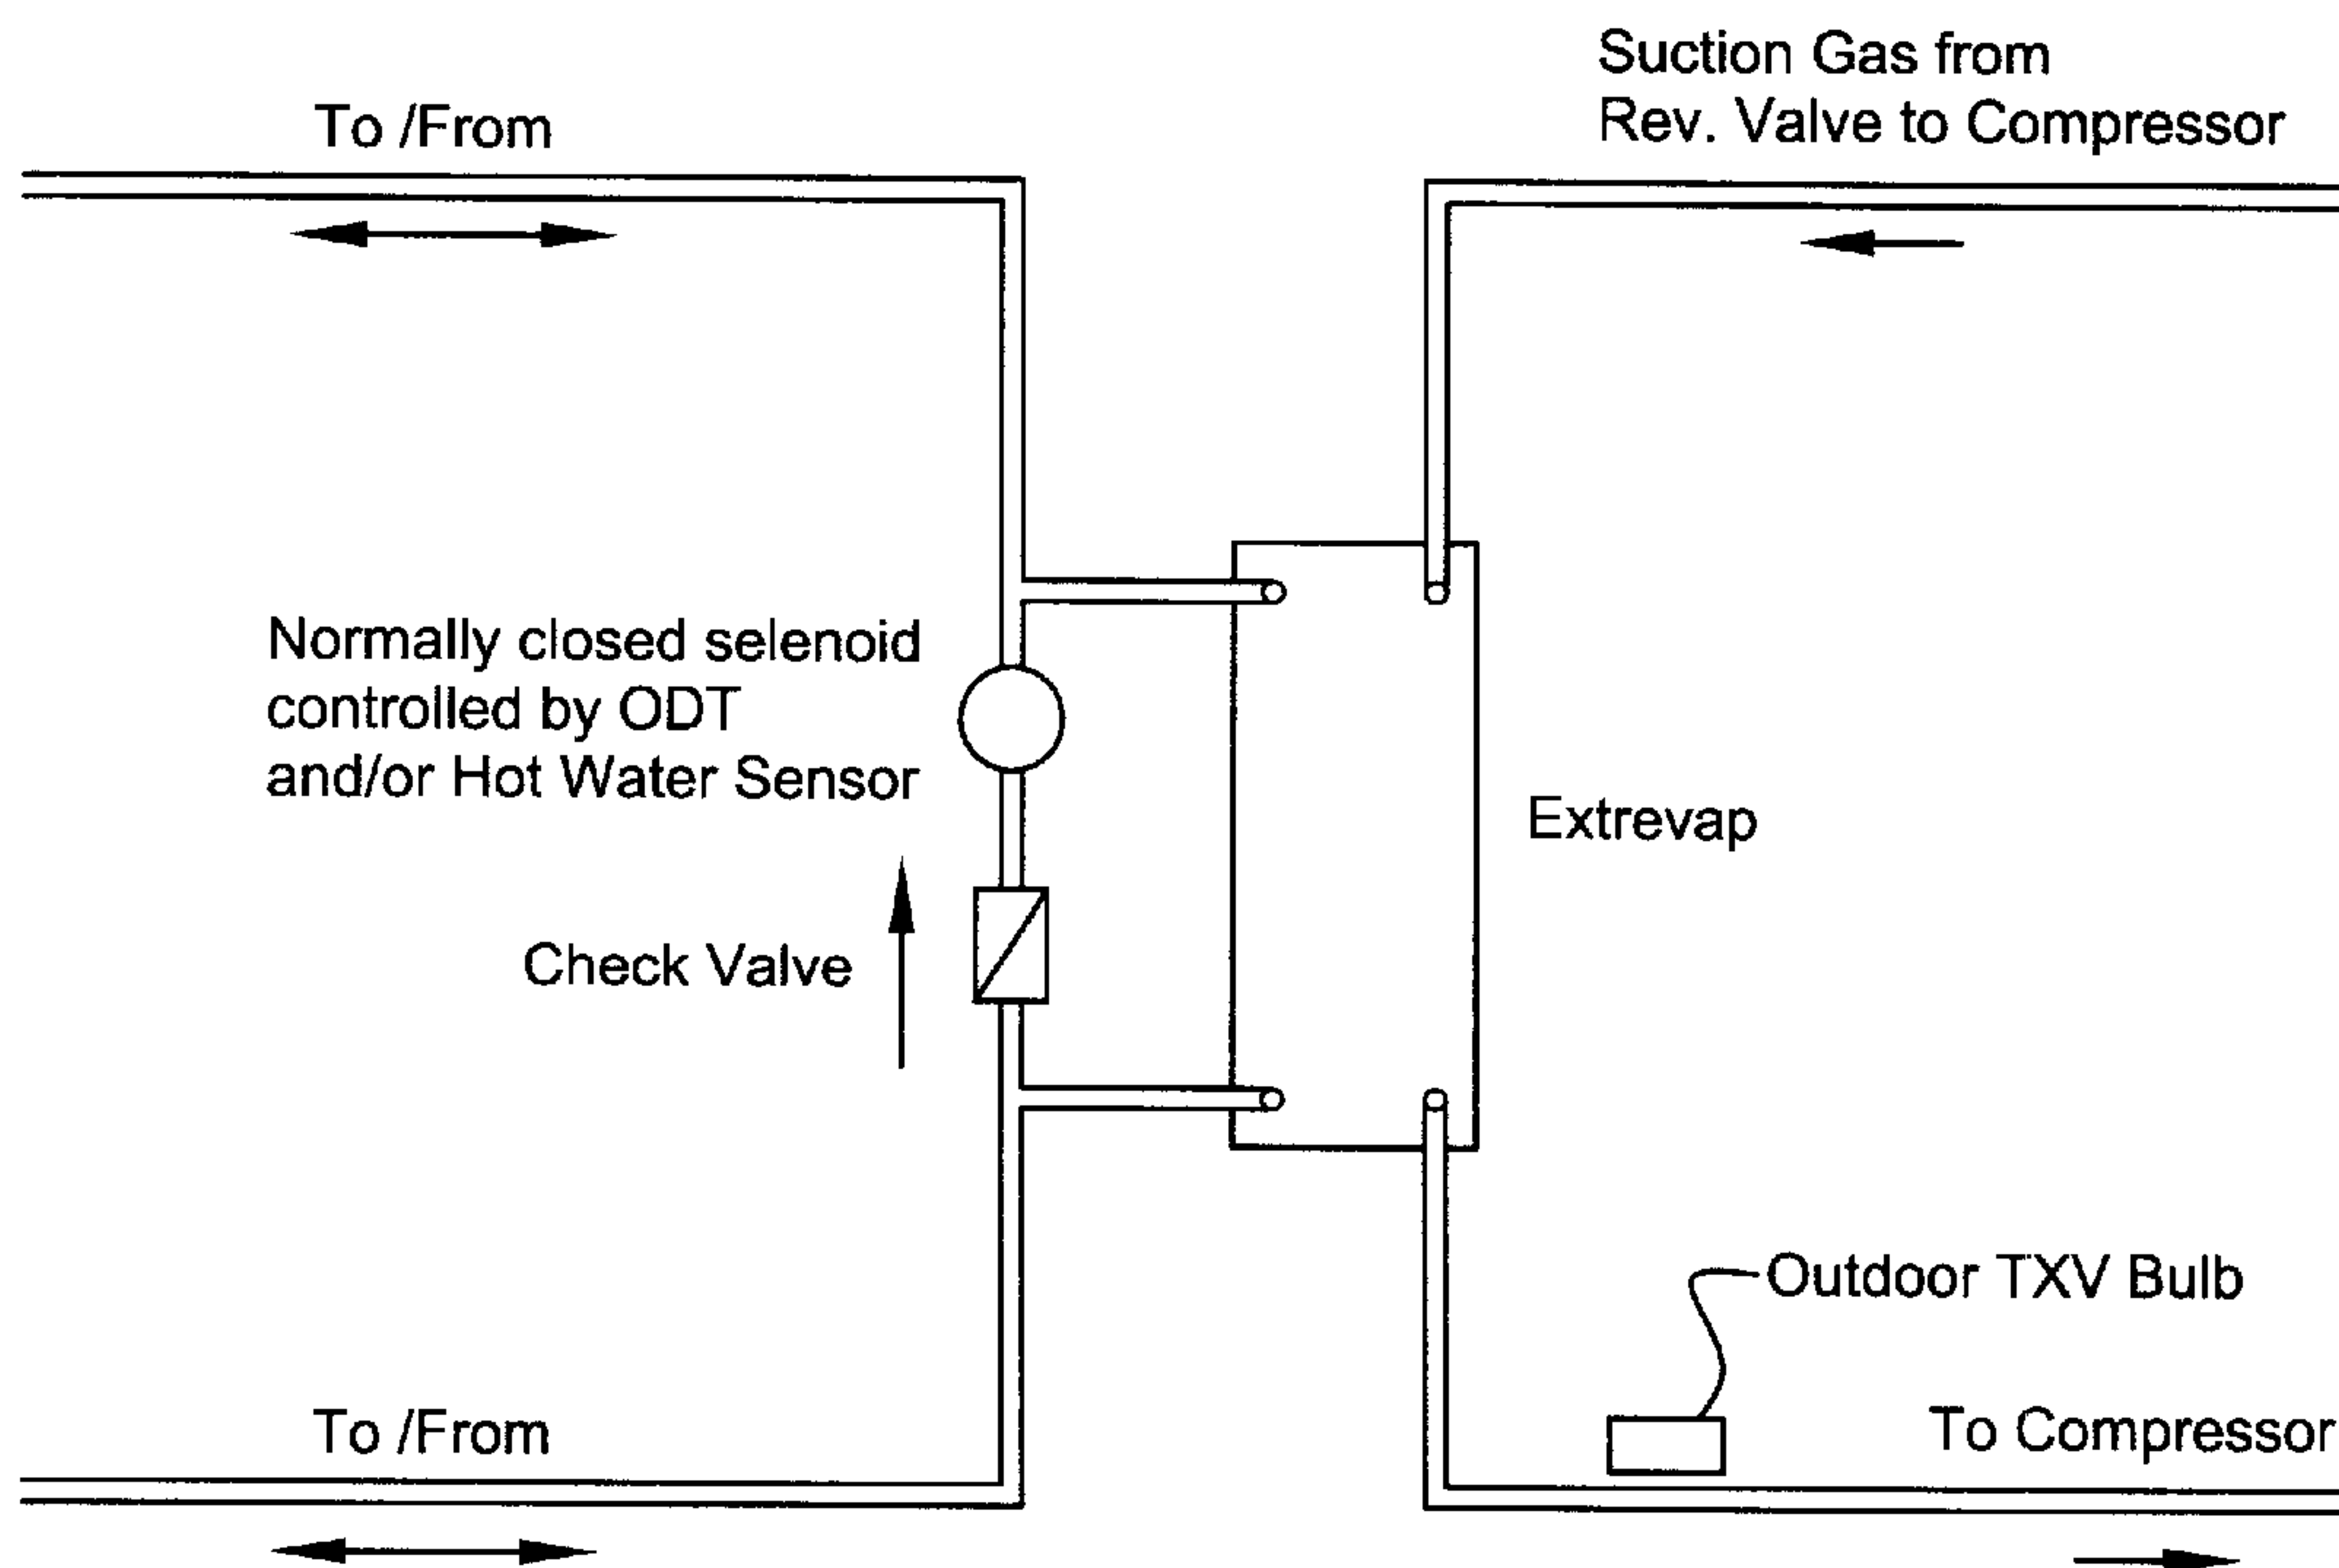 Suction Gas from
Rev. Valve to Compressor
To /From
Normally closed selenoid
controlled by ODT
and/or Hot Water Sensor
Extrevap
Check Valve
Outdoor TXV Bulb
To /From
To Compressor